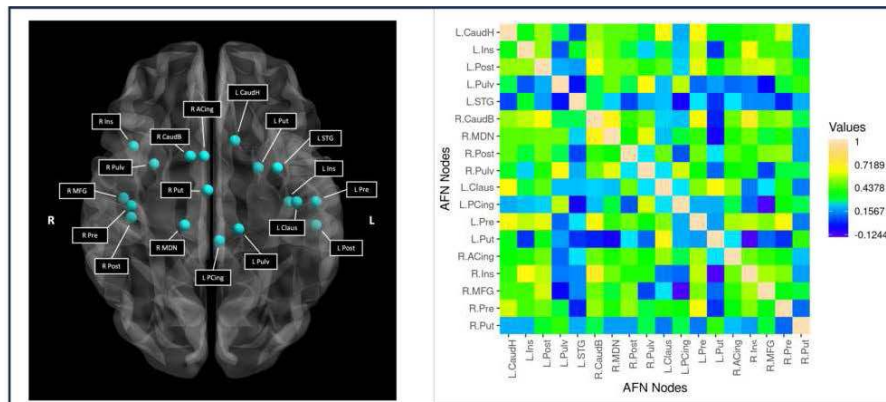 L CaudH
R ACing
R Ins
R CaudB
L Put
L STG
R Pulv
L Ins
R MFG
R Put
L Pre
R
L
L Claus
R Pre
R MDN
L Post
R Post
L Pulv
L PCing
AFN Nodes
L.CaudH
L.Ins
L.Post
L.Pulv
L.STG
R.CaudB
R.MDN
R.Post
R.Pulv
L.Claus
L.PCing
L.Pre
L.Put
R.ACing
R.Ins
R.MFG
R.Pre
R.Put
L.CaudH
L.Ins
L.Post
L.Pulv
L.STG
R.CaudB
R.MDN
R.Post
R.Pulv
L.Claus
L.PCing
L.Pre
L.Put
R.ACing
R.Ins
R.MFG
R.Pre
R.Put
AFN Nodes
Values
1
0.7189
0.4378
0.1567
-0.1244